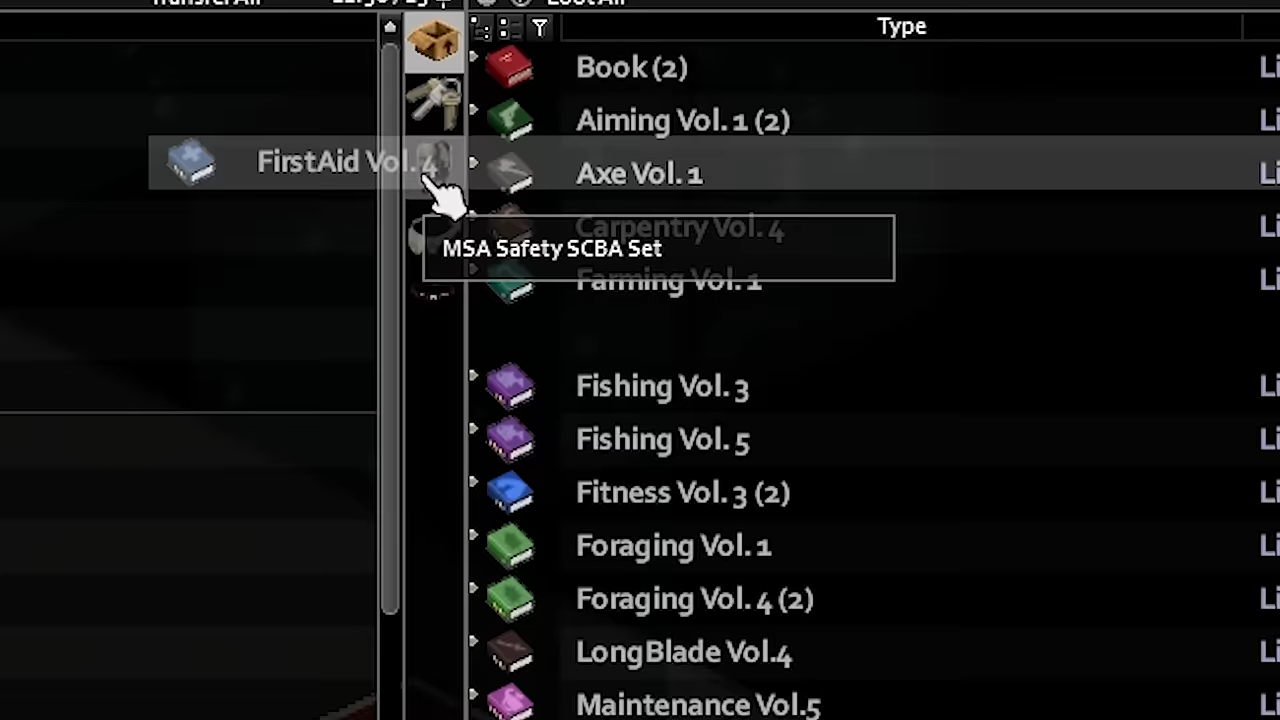 Type
Book (2)
Aiming Vol. 1 (2)
FirstAid Vol. 4
Axe Vol. 1
Carpentry Vol. 4
MSA Safety SCBA Set
Farming Vol. 1
Fishing Vol. 3
Fishing Vol. 5
Fitness Vol. 3 (2)
Foraging Vol. 1
Foraging Vol. 4 (2)
LongBlade Vol.4
Maintenance Vol.5